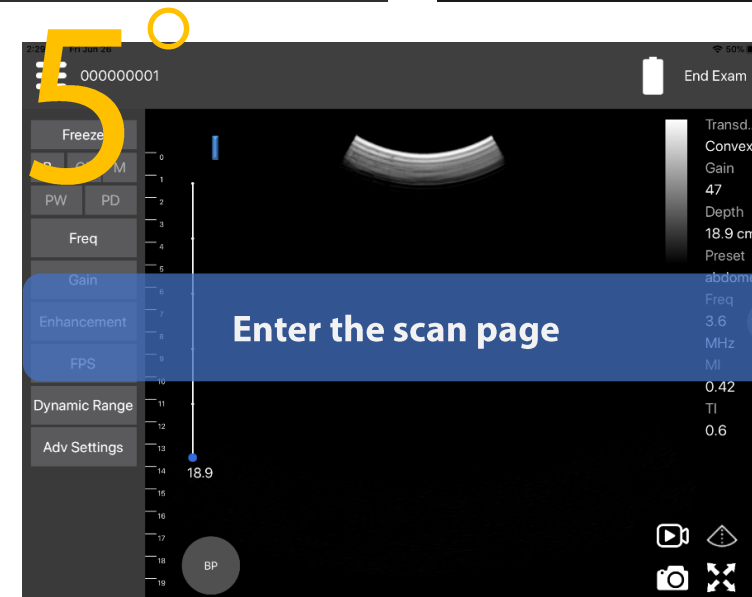 5
2:29 Fri Jun 26
50%
000000001
End Exam
Freeze
B
M
PW PD
Freq
Gain
Enhancement
FPS
Dynamic Range
Adv Settings
0
1
2
3
4
5
6
7
8
9
10
11
12
13
14
15
16
17
18
19
18.9
BP
Enter the scan page
Transd.
Convex
Gain
47
Depth
18.9 cm
Preset
abdom
Freq
3.6
MHz
MI
0.42
TI
0.6